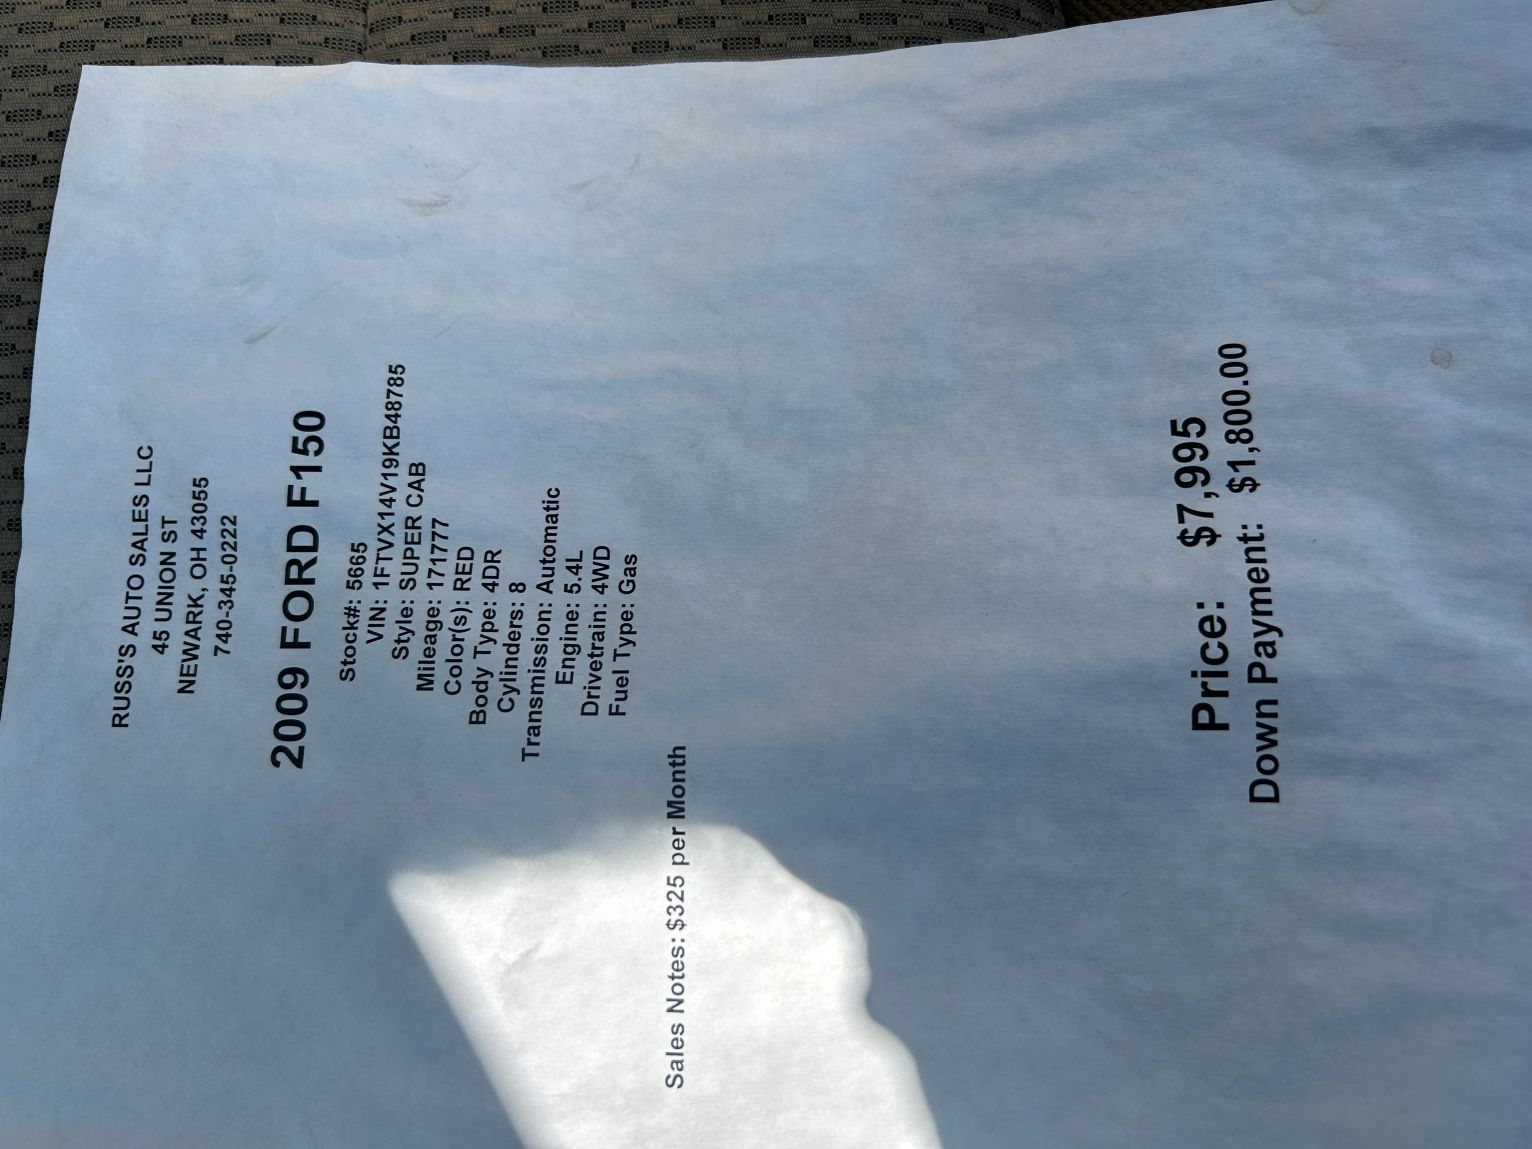 RUSS'S AUTO SALES LLC
45 UNION ST
NEWARK, OH 43055
740-345-0222
2009 FORD F150
Stock#: 5665
VIN: 1FTVX14V19KB48785
Style: SUPER CAB
Mileage: 171777
Color(s): RED
Body Type: 4DR
Cylinders: 8
Transmission: Automatic
Engine: 5.4L
Drivetrain: 4WD
Fuel Type: Gas
Sales Notes: $325 per Month
Price: $7,995
Down Payment: $1,800.00